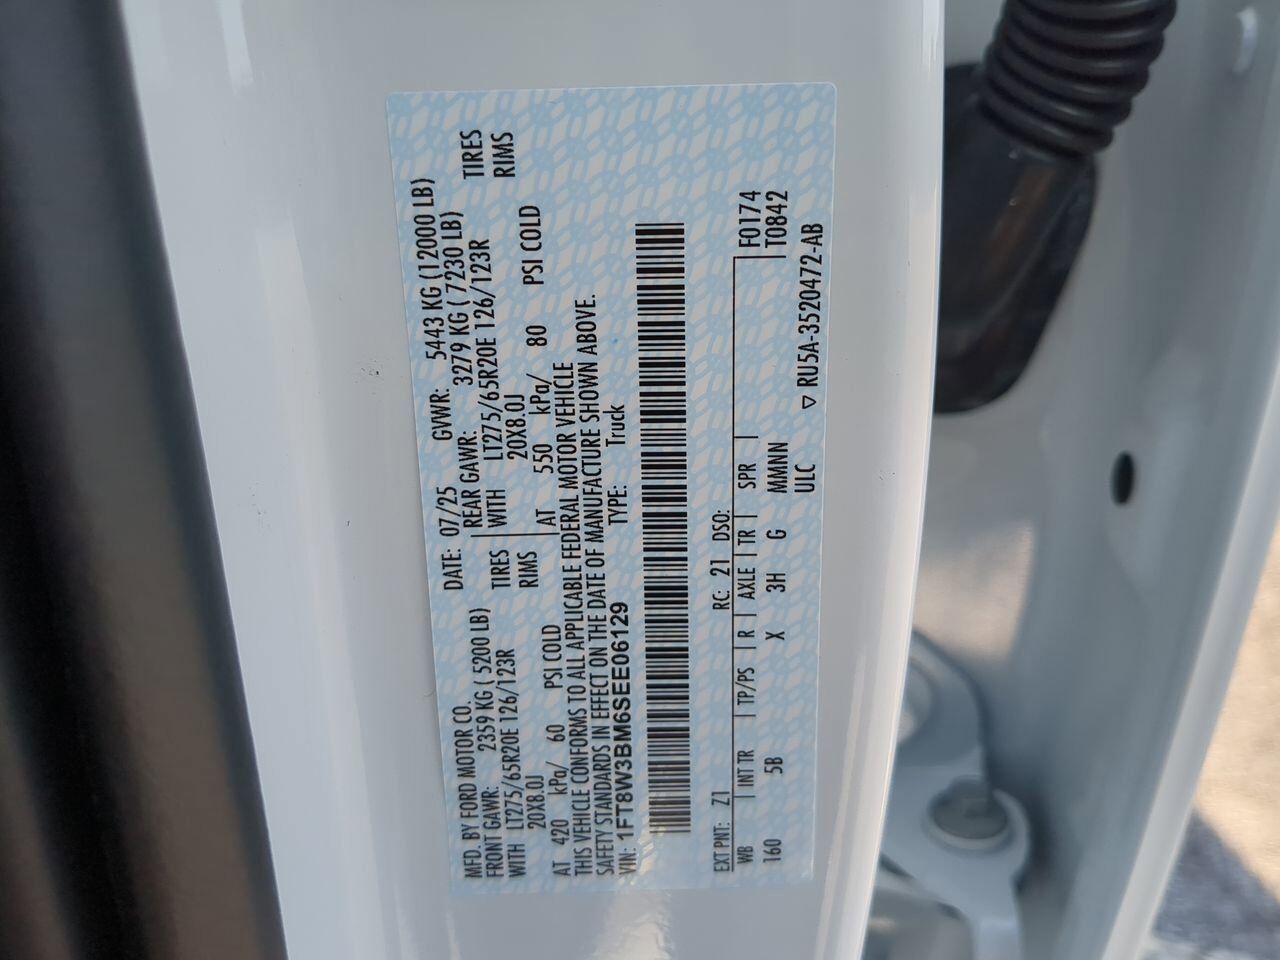 MFD. BY FORD MOTOR CO.
DATE: 07/25 GVWR: 5443 KG (12000 LB)
FRONT GAWR: 2359 KG ( 5200 LB)
REAR GAWR: 3279 KG ( 7230 LB)
WITH LT275/65R20E 126/123R TIRES
WITH LT275/65R20E 126/123R TIRES
20X8.0J RIMS
20X8.0J RIMS
AT 420 kPa/ 60 PSI COLD
AT 550 kPa/ 80 PSI COLD
THIS VEHICLE CONFORMS TO ALL APPLICABLE FEDERAL MOTOR VEHICLE
SAFETY STANDARDS IN EFFECT ON THE DATE OF MANUFACTURE SHOWN ABOVE.
VIN: 1FT8W3BM6SEE06129 TYPE: Truck
EXT PNT: Z1 RC: 21 DSO: F0174
WB INT TR TP/PS R AXLE TR SPR T0842
160 5B X 3H G MMNN
ULC ▽ RU5A-3520472-AB